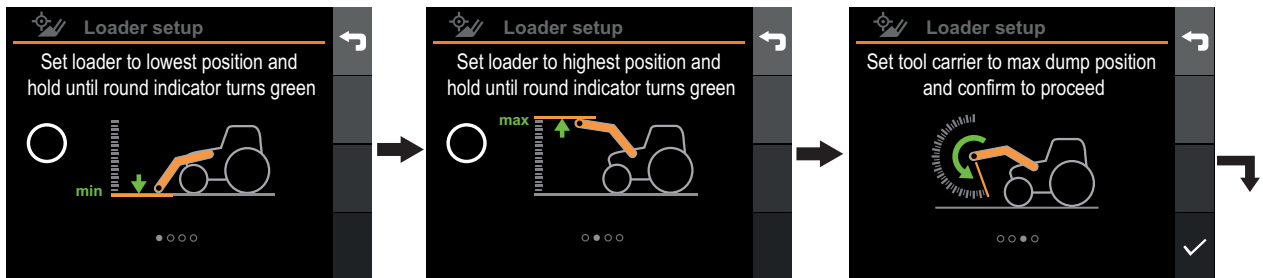 Loader setup
Set loader to lowest position and
hold until round indicator turns green
min
Loader setup
Set loader to highest position and
hold until round indicator turns green
max
Loader setup
Set tool carrier to max dump position
and confirm to proceed